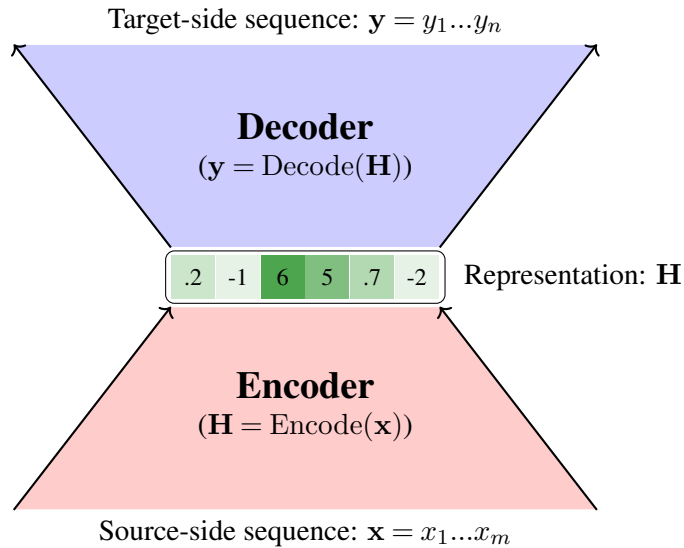 Target-side sequence: y = y₁...yₙ
Decoder
(y = Decode(H))
.2 -1 6 5 .7 -2
Representation: H
Encoder
(H = Encode(x))
Source-side sequence: x = x₁...xₘ